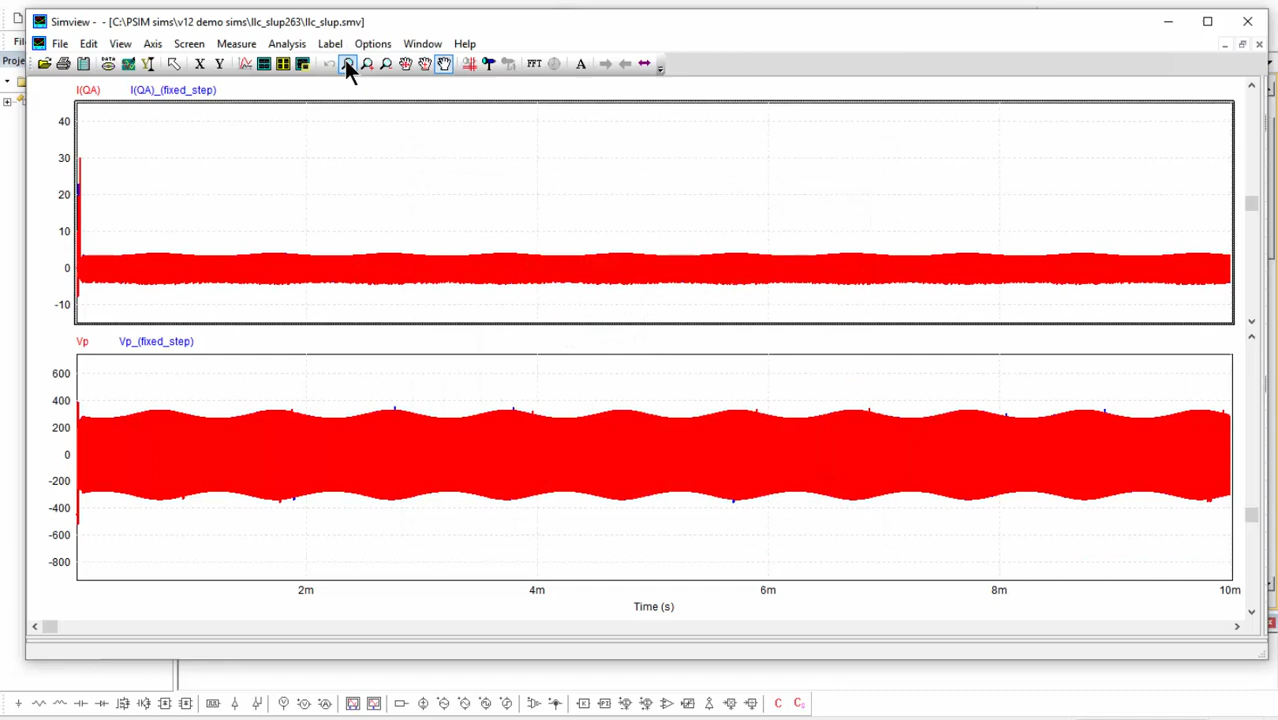 Simview - - [C:\PSIM sims\v12 demo sims\llc_slup263\llc_slup.smv]
File Edit View Axis Screen Measure Analysis Label Options Window Help
Proje
X Y FFT A
I(QA) I(QA)_(fixed_step)
40
30
20
10
0
-10
Vp Vp_(fixed_step)
600
400
200
0
-200
-400
-600
-800
2m 4m 6m 8m 10m
Time (s)